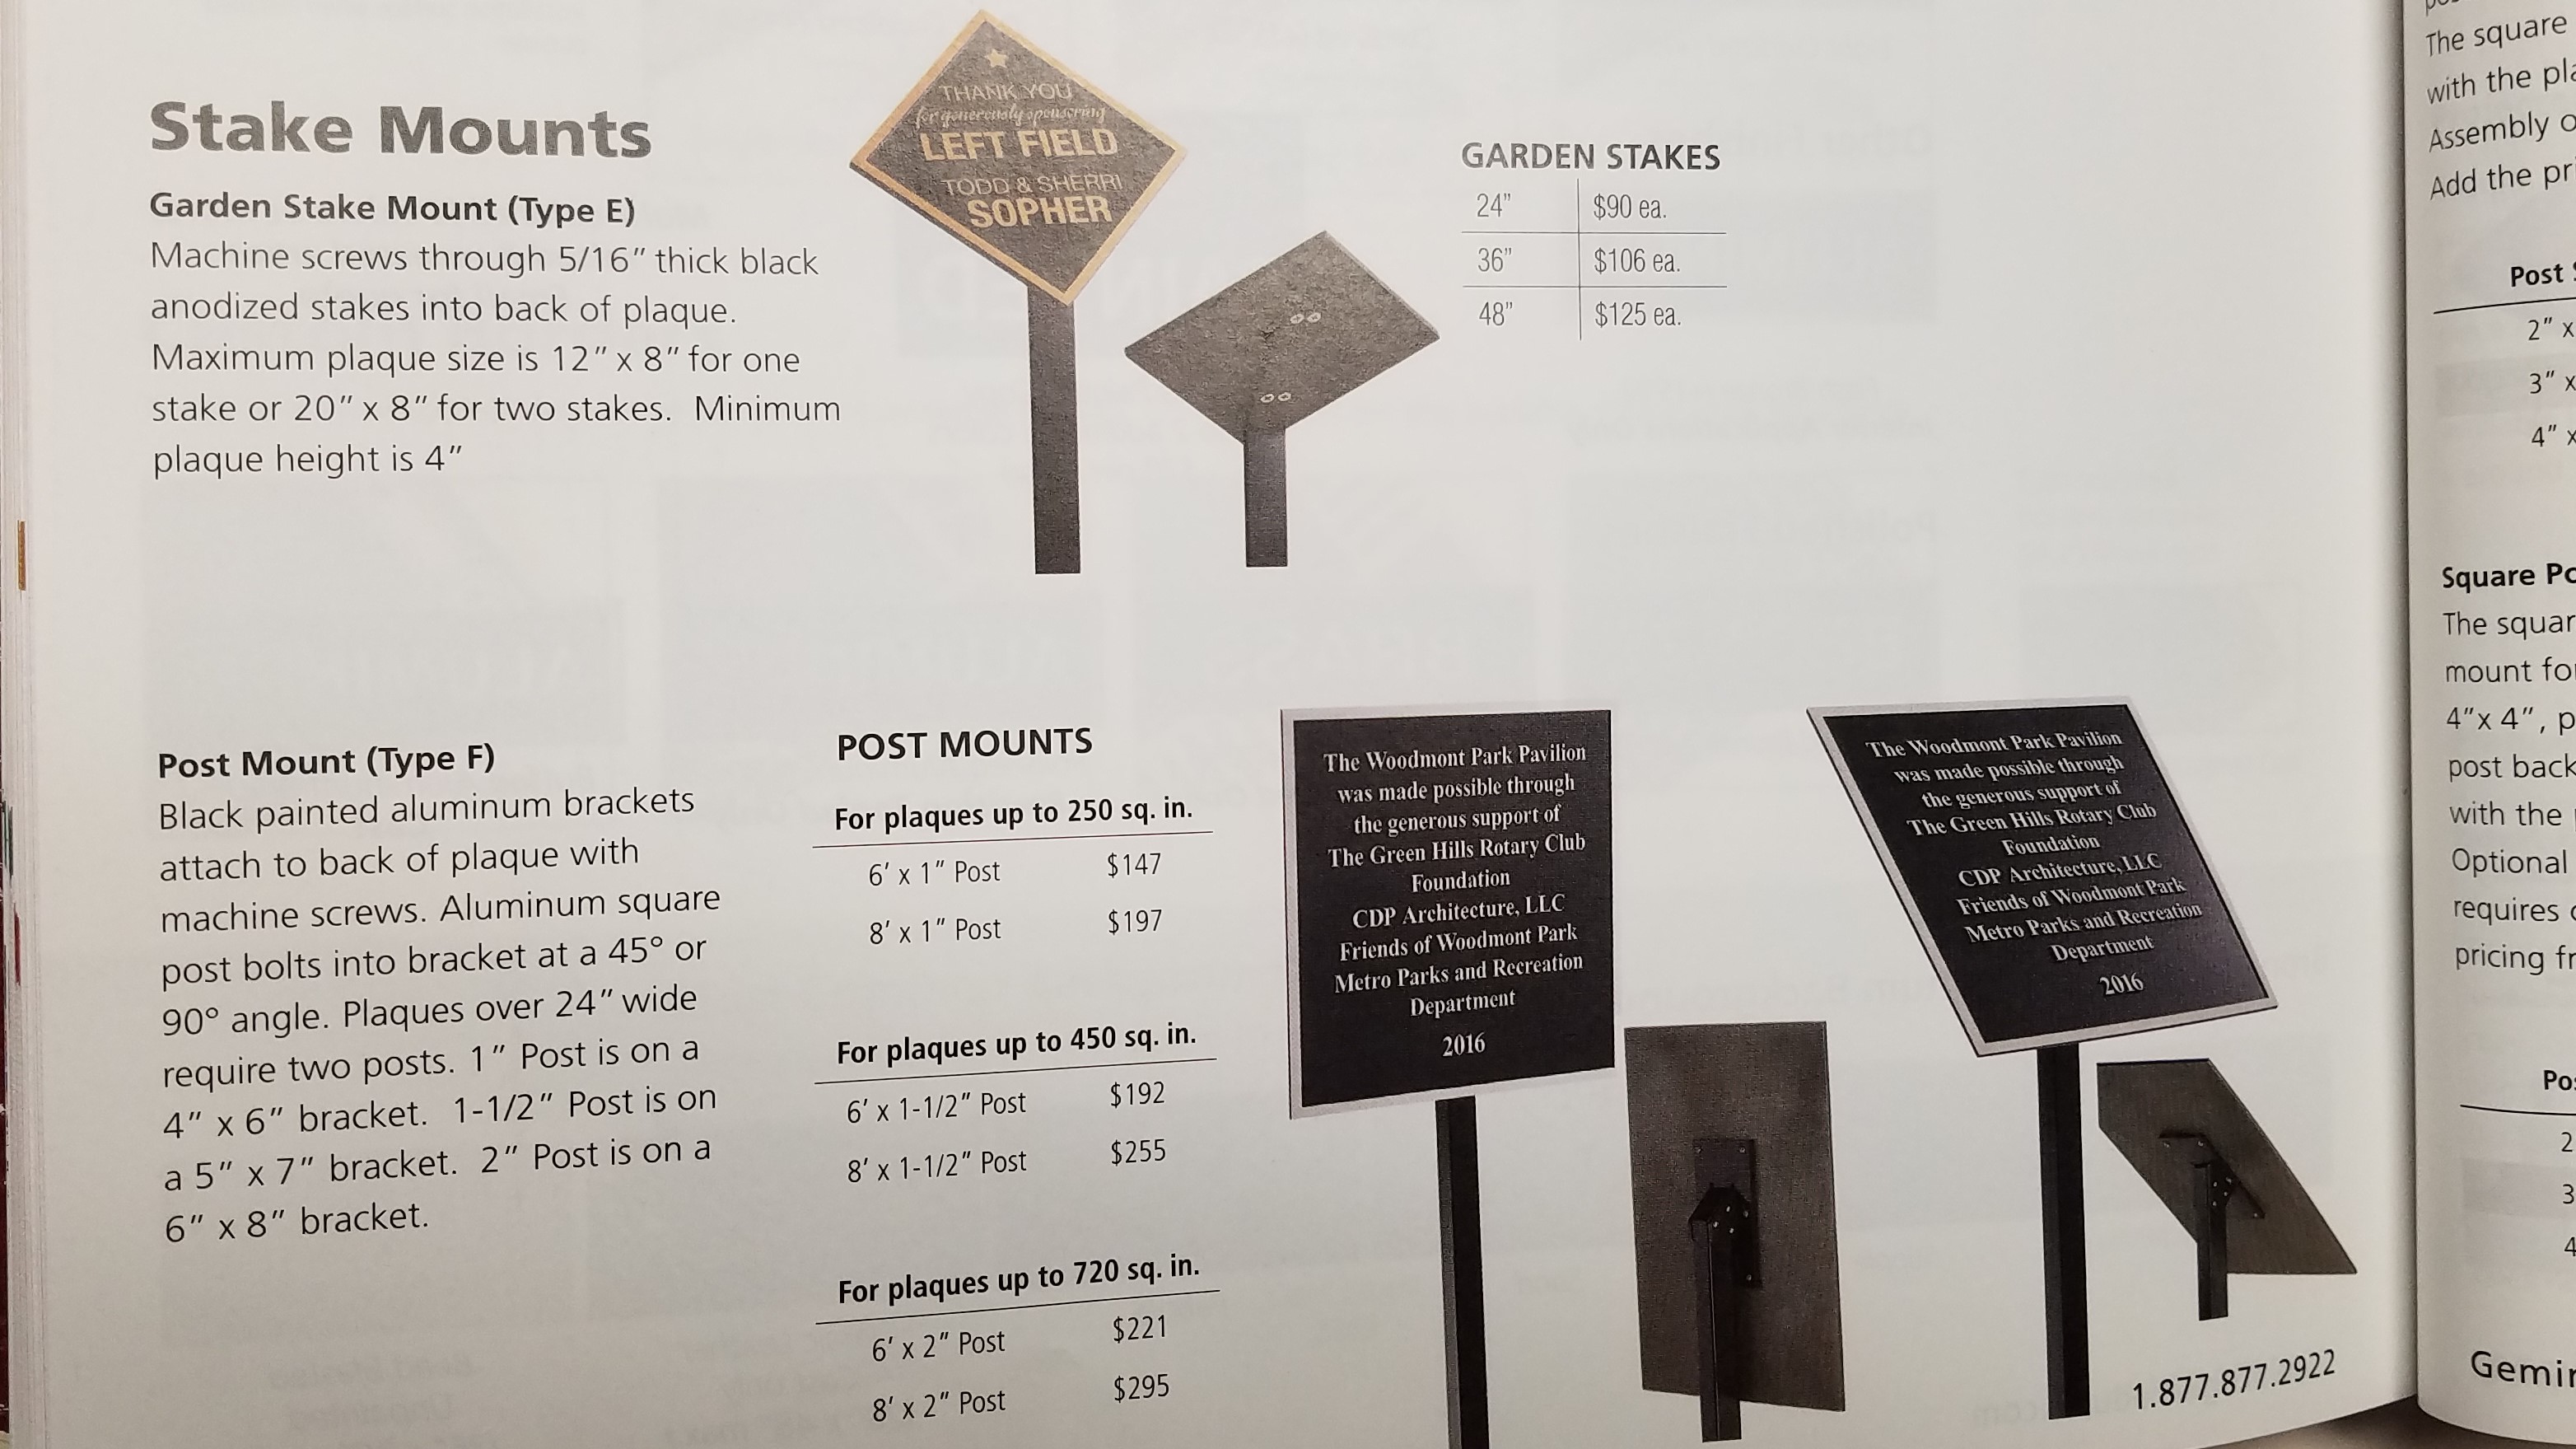 Stake Mounts
Garden Stake Mount (Type E)
Machine screws through 5/16" thick black
anodized stakes into back of plaque.
Maximum plaque size is 12" x 8" for one
stake or 20" x 8" for two stakes. Minimum
plaque height is 4"
THANK YOU
for generously sponsoring
LEFT FIELD
TODD & SHERRI
SOPHER
GARDEN STAKES
24" $90 ea.
36" $106 ea.
48" $125 ea.
Post Mount (Type F)
Black painted aluminum brackets
attach to back of plaque with
machine screws. Aluminum square
post bolts into bracket at a 45° or
90° angle. Plaques over 24" wide
require two posts. 1" Post is on a
4" x 6" bracket. 1-1/2" Post is on
a 5" x 7" bracket. 2" Post is on a
6" x 8" bracket.
POST MOUNTS
For plaques up to 250 sq. in.
6' x 1" Post $147
8' x 1" Post $197
For plaques up to 450 sq. in.
6' x 1-1/2" Post $192
8' x 1-1/2" Post $255
For plaques up to 720 sq. in.
6' x 2" Post $221
8' x 2" Post $295
The Woodmont Park Pavilion
was made possible through
the generous support of
The Green Hills Rotary Club
Foundation
CDP Architecture, LLC
Friends of Woodmont Park
Metro Parks and Recreation
Department
2016
The Woodmont Park Pavilion
was made possible through
the generous support of
The Green Hills Rotary Club
Foundation
CDP Architecture, LLC
Friends of Woodmont Park
Metro Parks and Recreation
Department
2016
1.877.877.2922
The square
with the
Assembly
Add the
Post
2" x
3" x
4" x
Square
The
mount
4"x 4",
post back
with the
Optional
requires
pricing
2
3
4